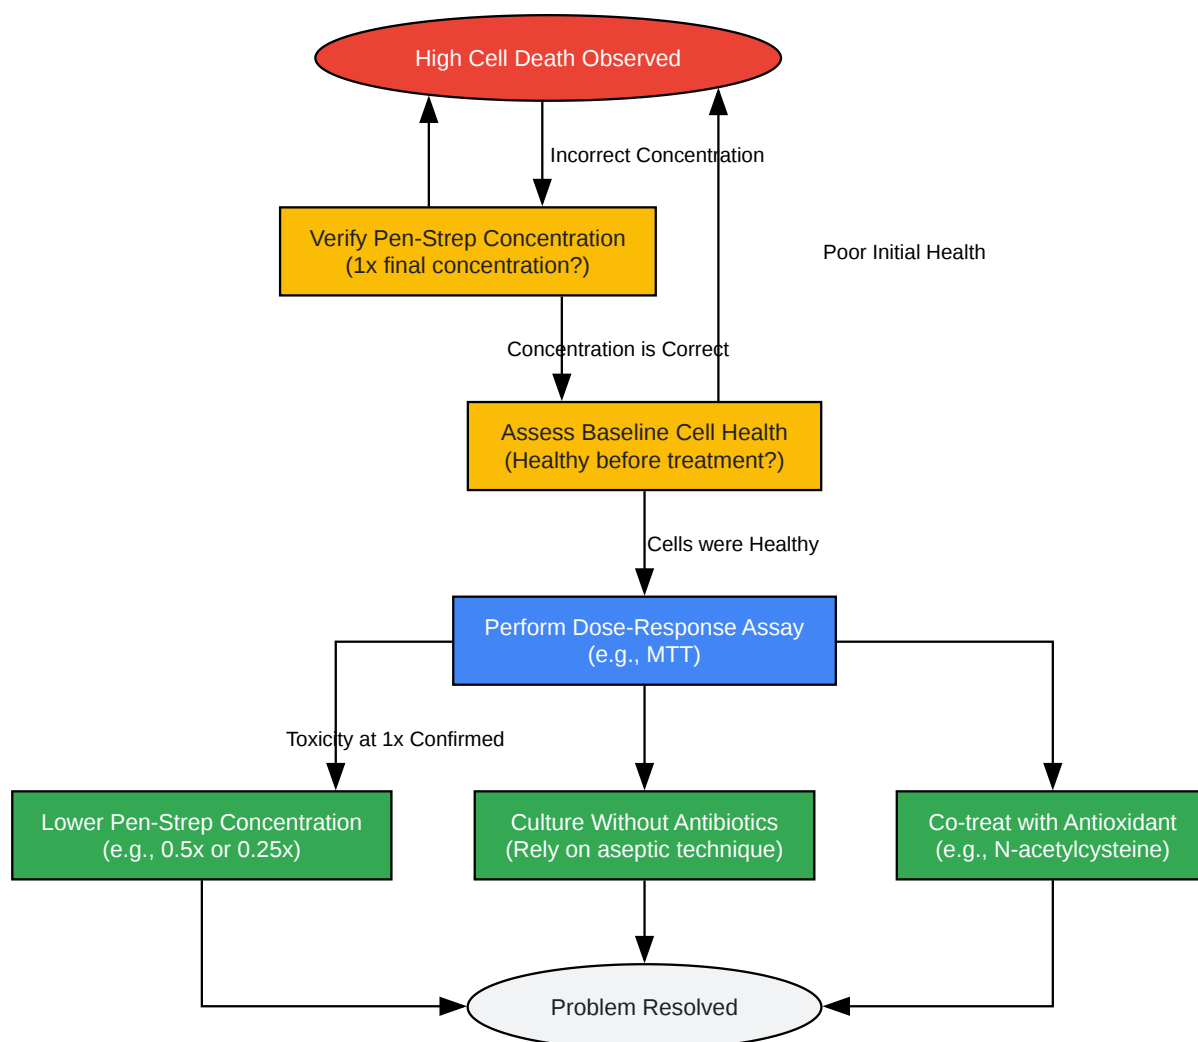 High Cell Death Observed
Incorrect Concentration
Verify Pen-Strep Concentration
(1x final concentration?)
Poor Initial Health
Concentration is Correct
Assess Baseline Cell Health
(Healthy before treatment?)
Cells were Healthy
Perform Dose-Response Assay
(e.g., MTT)
Toxicity at 1x Confirmed
Lower Pen-Strep Concentration
(e.g., 0.5x or 0.25x)
Culture Without Antibiotics
(Rely on aseptic technique)
Co-treat with Antioxidant
(e.g., N-acetylcysteine)
Problem Resolved